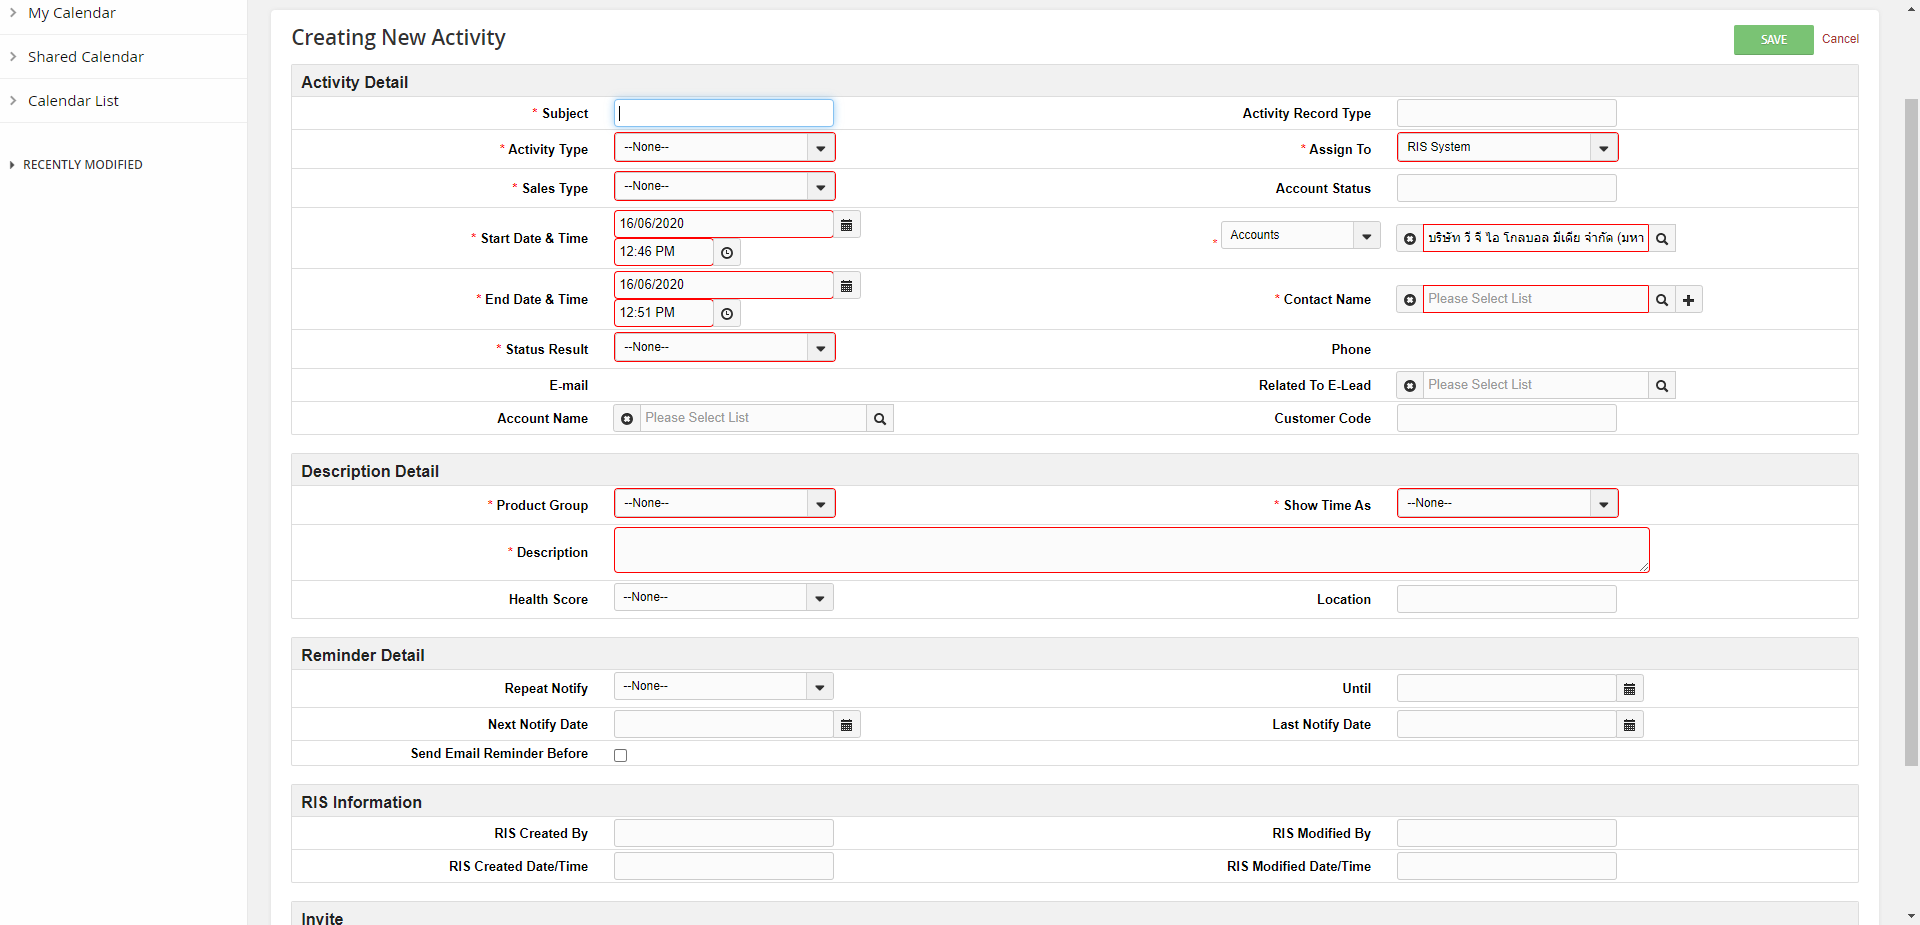 My Calendar
Shared Calendar
Calendar List
RECENTLY MODIFIED
Creating New Activity
SAVE Cancel
Activity Detail
* Subject
Activity Record Type
* Activity Type --None--
* Assign To RIS System
* Sales Type --None--
Account Status
* Start Date & Time 16/06/2020
12:46 PM
* Accounts บริษัท วี จี ไอ โกลบอล มีเดีย จำกัด (มหา
* End Date & Time 16/06/2020
12:51 PM
* Contact Name Please Select List
* Status Result --None--
Phone
E-mail
Related To E-Lead Please Select List
Account Name Please Select List
Customer Code
Description Detail
* Product Group --None--
* Show Time As --None--
* Description
Health Score --None--
Location
Reminder Detail
Repeat Notify --None--
Until
Next Notify Date
Last Notify Date
Send Email Reminder Before
RIS Information
RIS Created By
RIS Modified By
RIS Created Date/Time
RIS Modified Date/Time
Invite